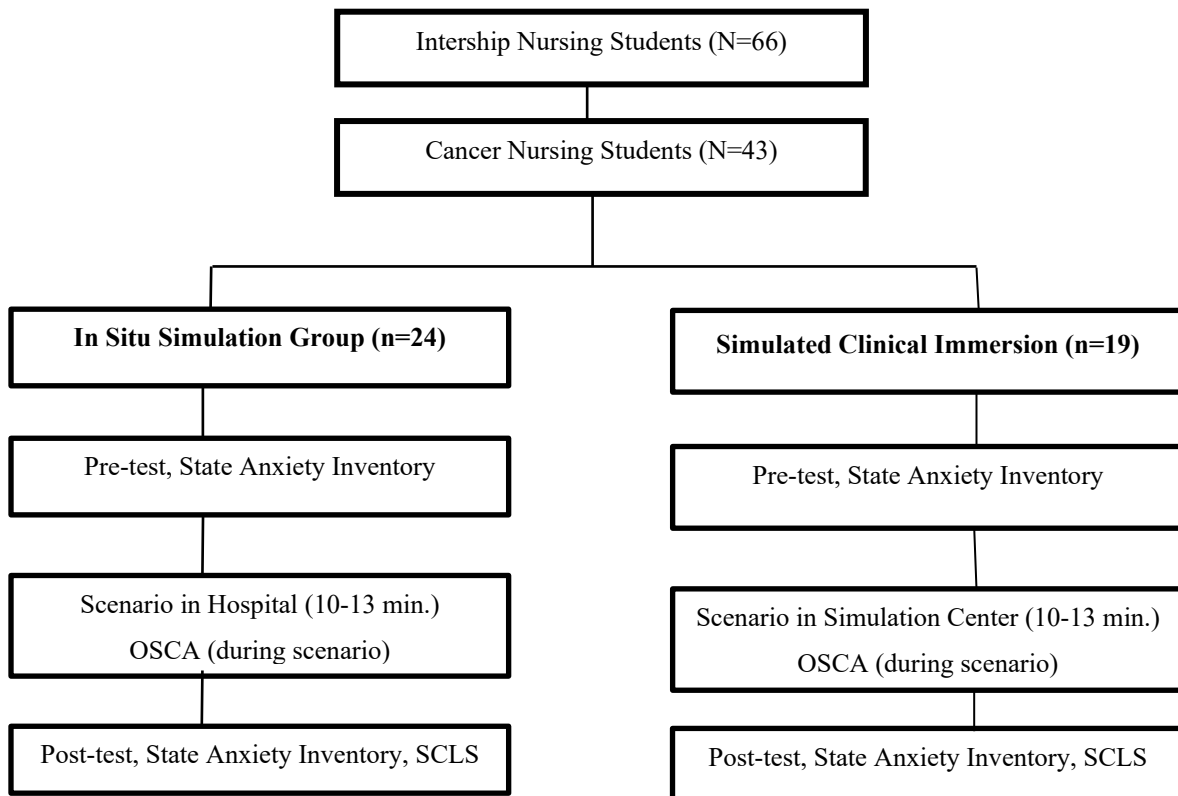 Intership Nursing Students (N=66)
Cancer Nursing Students (N=43)
In Situ Simulation Group (n=24)
Pre-test, State Anxiety Inventory
Scenario in Hospital (10-13 min.)
OSCA (during scenario)
Post-test, State Anxiety Inventory, SCLS
Simulated Clinical Immersion (n=19)
Pre-test, State Anxiety Inventory
Scenario in Simulation Center (10-13 min.)
OSCA (during scenario)
Post-test, State Anxiety Inventory, SCLS